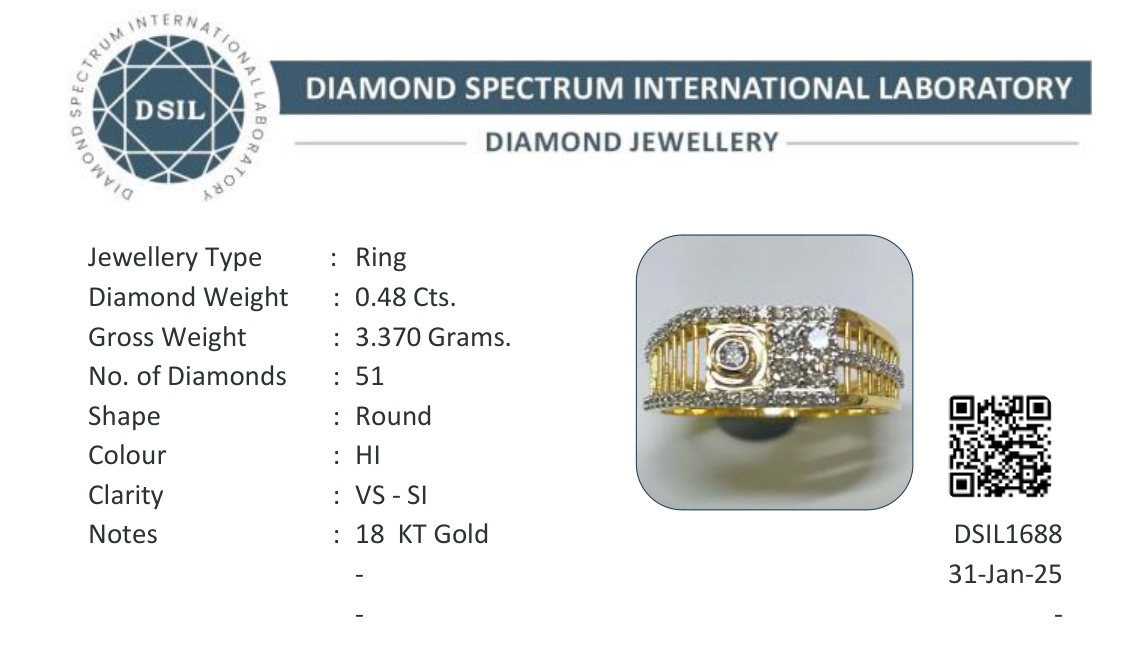 DIAMOND SPECTRUM INTERNATIONAL LABORATORY
DSIL
DIAMOND SPECTRUM INTERNATIONAL LABORATORY
DIAMOND JEWELLERY
Jewellery Type : Ring
Diamond Weight : 0.48 Cts.
Gross Weight : 3.370 Grams.
No. of Diamonds : 51
Shape : Round
Colour : HI
Clarity : VS - SI
Notes : 18 KT Gold
-
-
DSIL1688
31-Jan-25
-